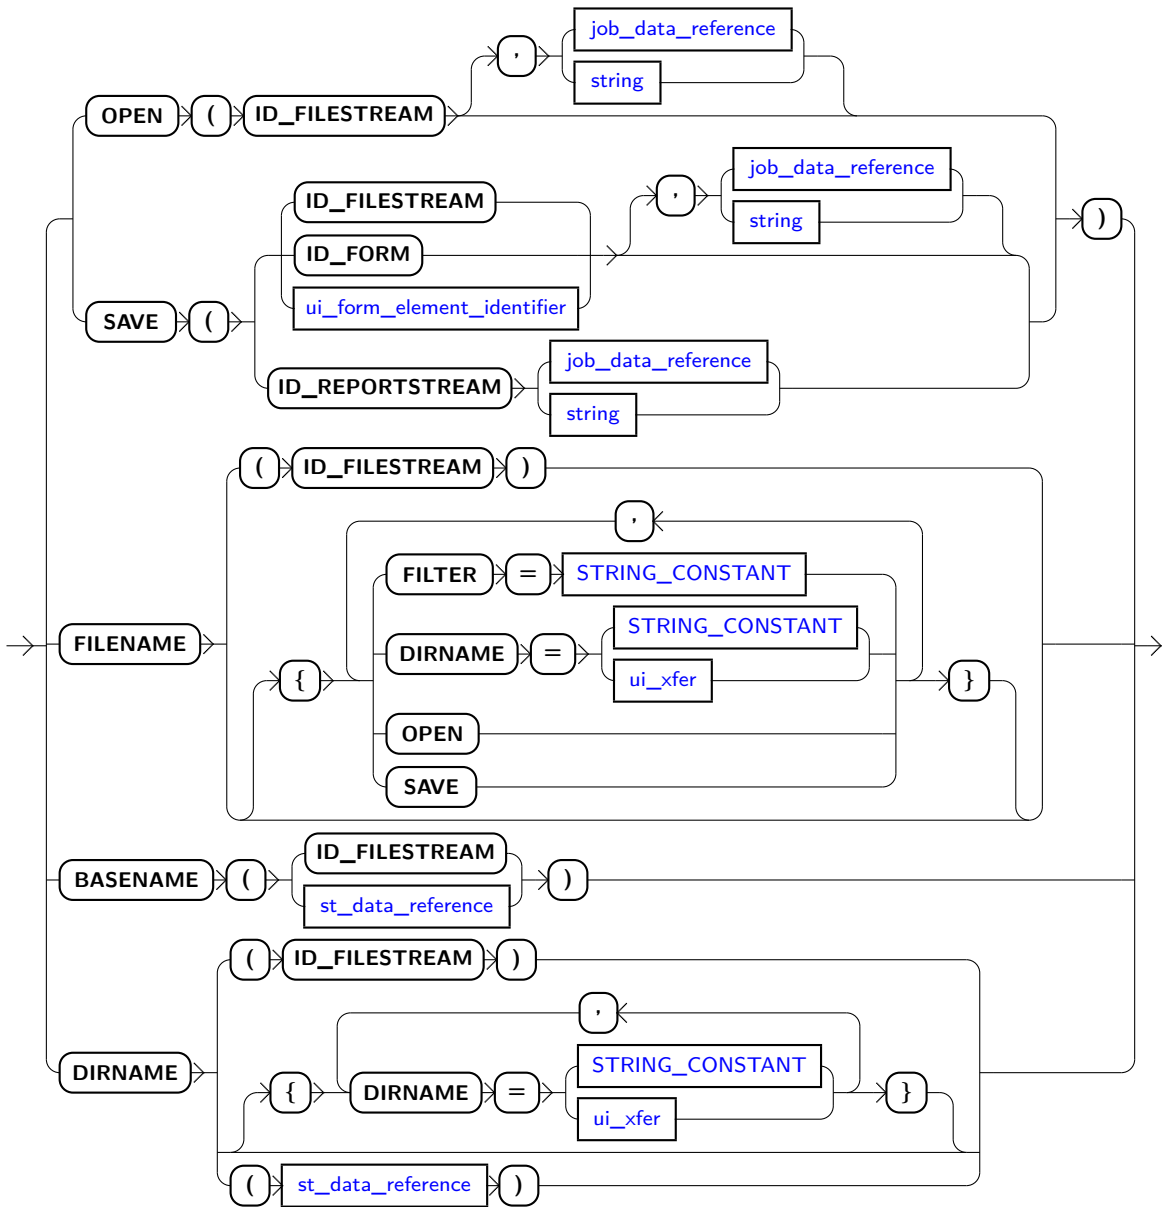 job_data_reference
,
string
OPEN ( ID_FILESTREAM
job_data_reference
,
ID_FILESTREAM
string
)
ID_FORM
ui_form_element_identifier
SAVE (
job_data_reference
ID_REPORTSTREAM
string
( ID_FILESTREAM )
,
FILTER = STRING_CONSTANT
STRING_CONSTANT
FILENAME
DIRNAME =
{
ui_xfer
}
OPEN
SAVE
ID_FILESTREAM
BASENAME (
)
st_data_reference
( ID_FILESTREAM )
,
STRING_CONSTANT
DIRNAME
{ DIRNAME = }
ui_xfer
( st_data_reference )